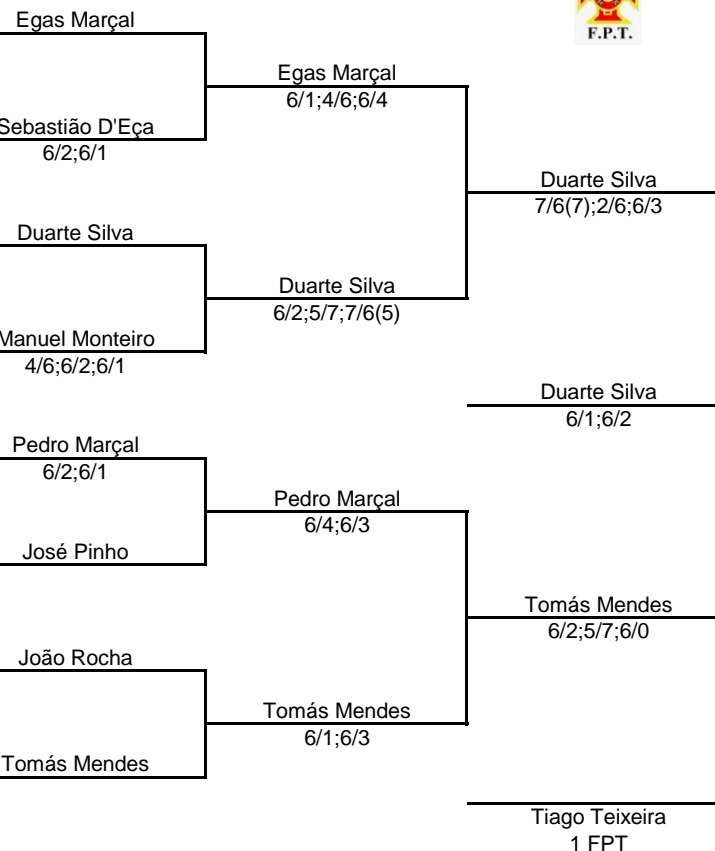 Egas Marçal
F.P.T.
Egas Marçal
6/1;4/6;6/4
Sebastião D'Eça
6/2;6/1
Duarte Silva
7/6(7);2/6;6/3
Duarte Silva
Duarte Silva
6/2;5/7;7/6(5)
Manuel Monteiro
4/6;6/2;6/1
Duarte Silva
6/1;6/2
Pedro Marçal
6/2;6/1
Pedro Marçal
6/4;6/3
José Pinho
Tomás Mendes
6/2;5/7;6/0
João Rocha
Tomás Mendes
6/1;6/3
Tomás Mendes
Tiago Teixeira
1 FPT